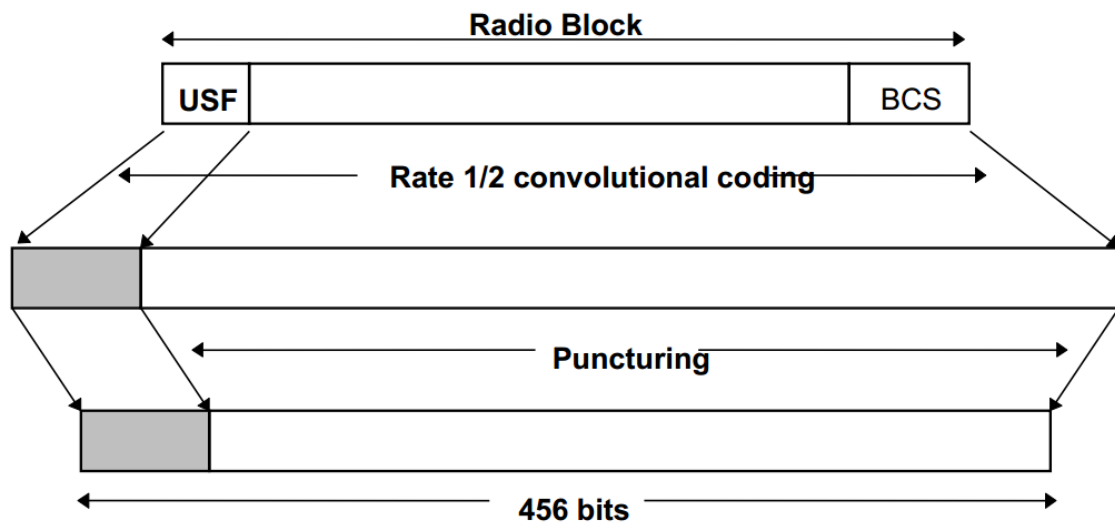 Radio Block
USF
BCS
Rate 1/2 convolutional coding
Puncturing
456 bits